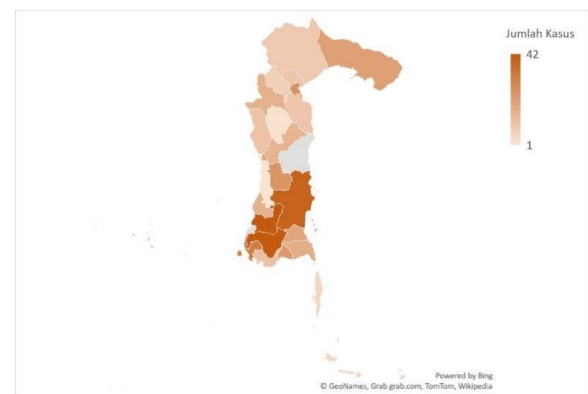 Jumlah Kasus
42
1
Powered by Bing
© GeoNames, Grab grab.com, TomTom, Wikipedia